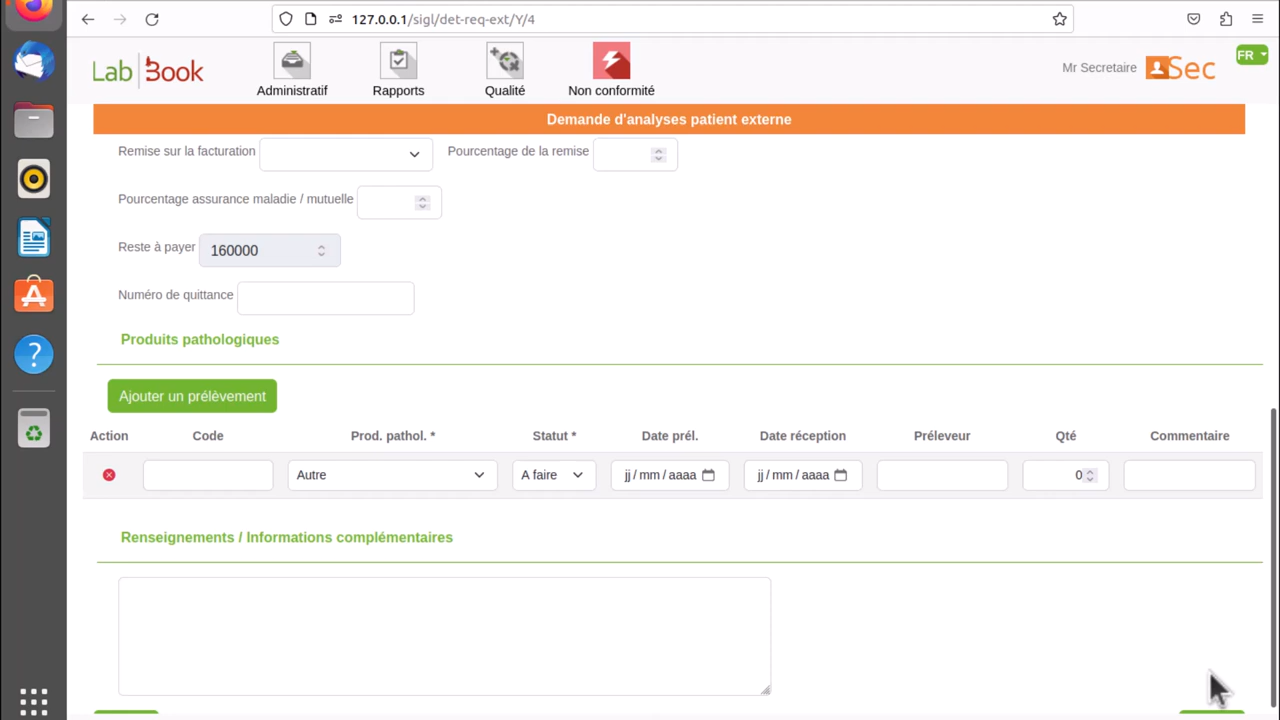 127.0.0.1/sigl/det-req-ext/Y/4
Lab Book
Administratif
Rapports
Qualité
Non conformité
Mr Secretaire
Sec
FR
Demande d'analyses patient externe
Remise sur la facturation
Pourcentage de la remise
Pourcentage assurance maladie / mutuelle
Reste à payer 160000
Numéro de quittance
Produits pathologiques
Ajouter un prélèvement
Action Code Prod. pathol. * Statut * Date prél. Date réception Préleveur Qté Commentaire
Autre A faire jj/mm/aaaa jj/mm/aaaa 0
Renseignements / Informations complémentaires